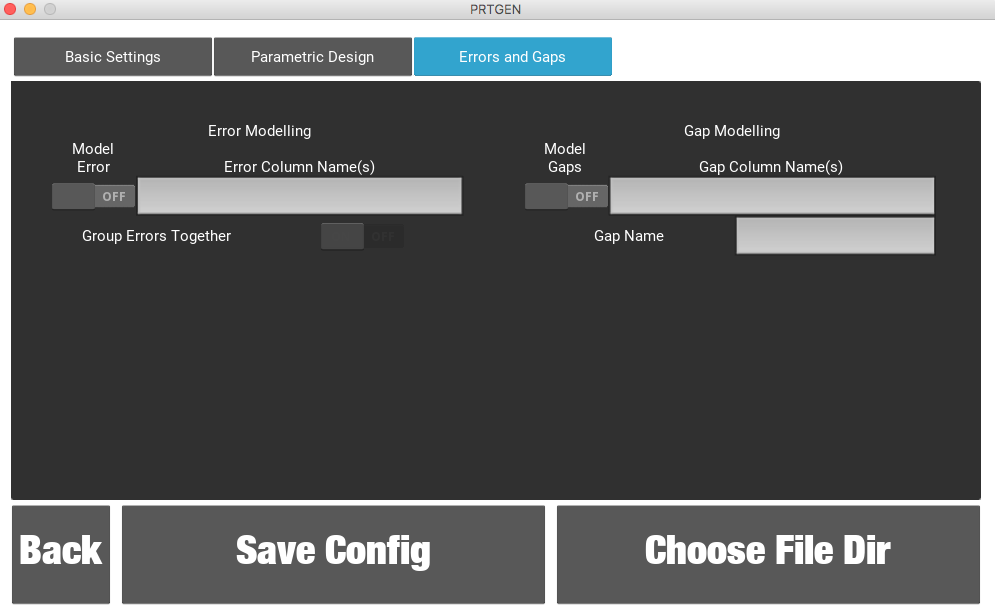 PRTGEN
Basic Settings
Parametric Design
Errors and Gaps
Error Modelling
Model
Error
Error Column Name(s)
OFF
Group Errors Together
OFF
Gap Modelling
Model
Gaps
Gap Column Name(s)
OFF
Gap Name
Back
Save Config
Choose File Dir